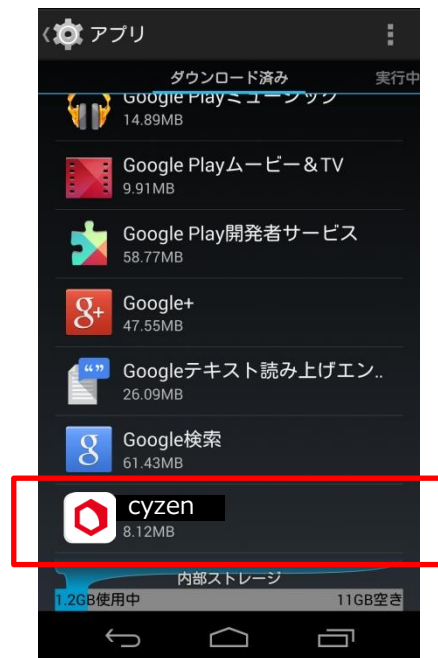 アプリ
ダウンロード済み
実行中
Google Playミュージック
14.89MB
Google Playムービー＆TV
9.91MB
Google Play開発者サービス
58.77MB
Google+
47.55MB
Googleテキスト読み上げエン..
26.09MB
Google検索
61.43MB
cyzen
8.12MB
内部ストレージ
1.2GB使用中
11GB空き